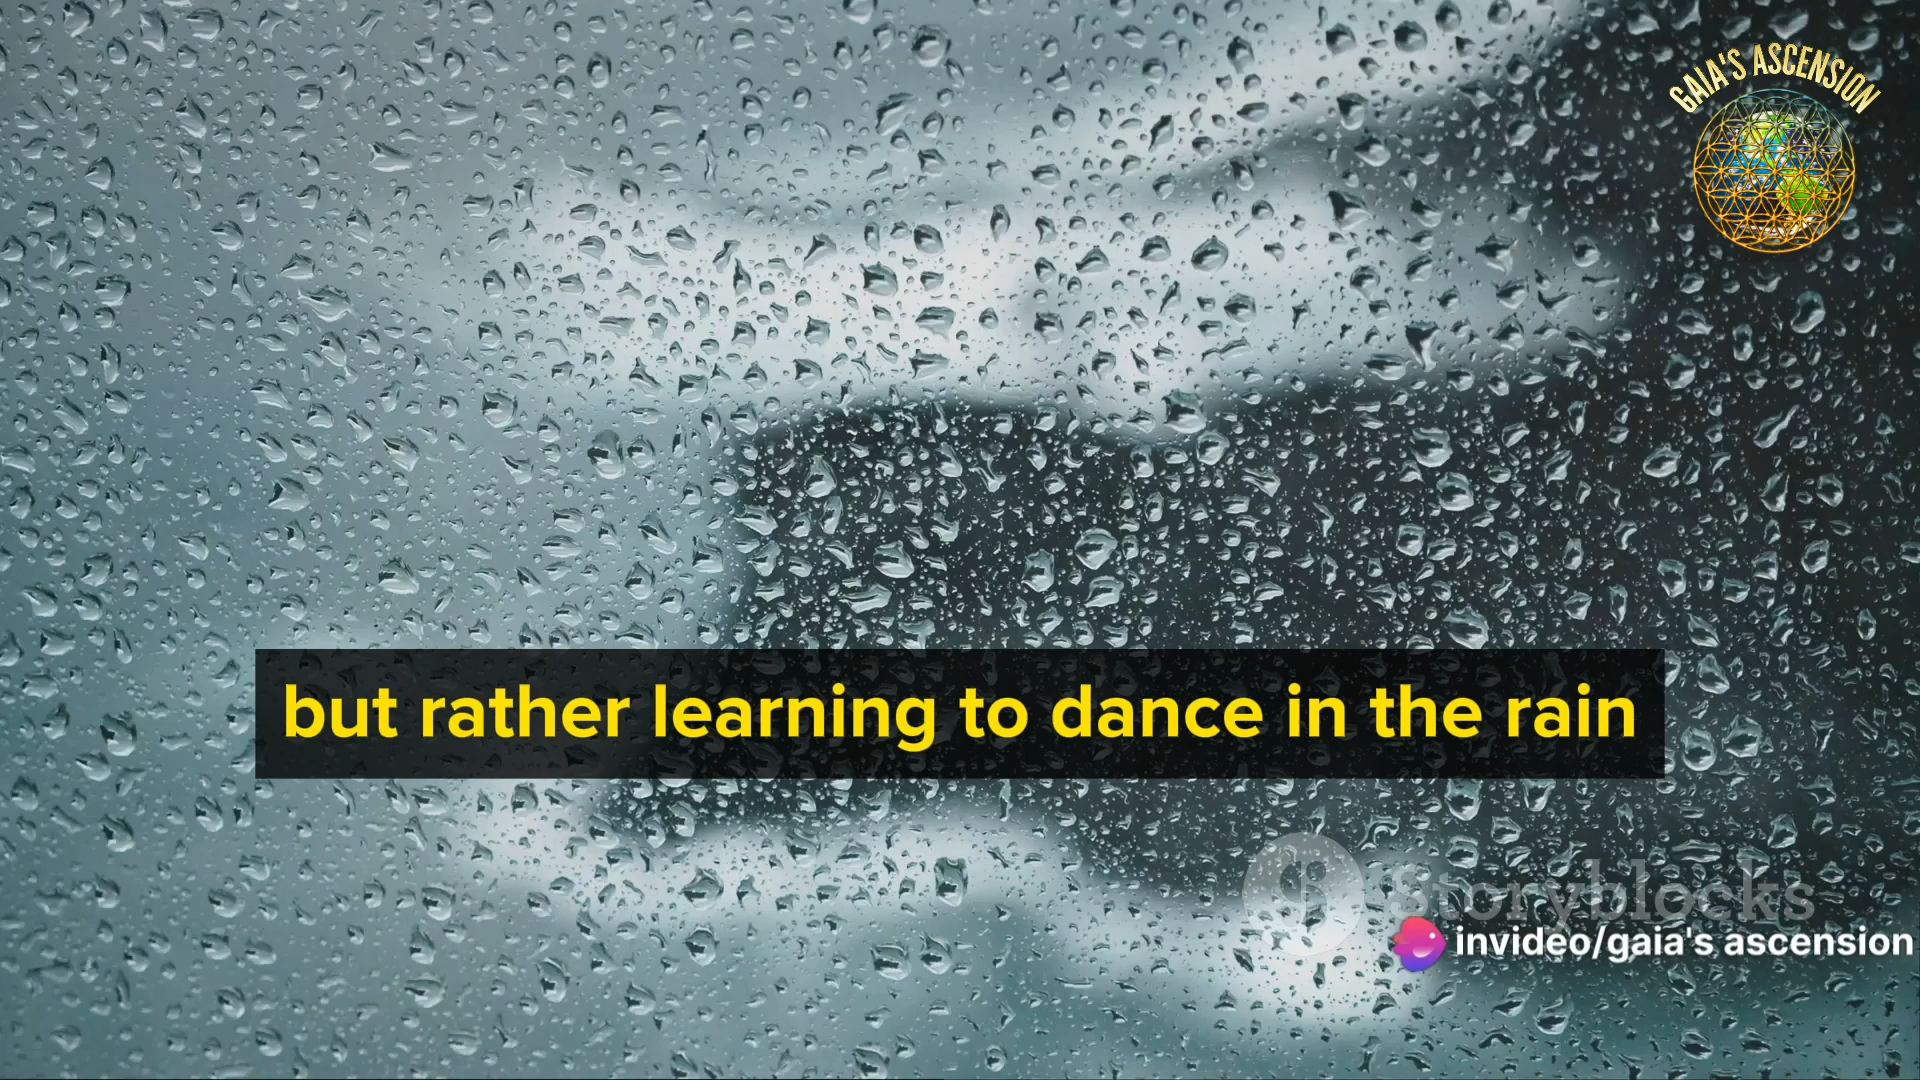 GAIA'S ASCENSION
but rather learning to dance in the rain
Storyblocks
invideo/gaia's ascension